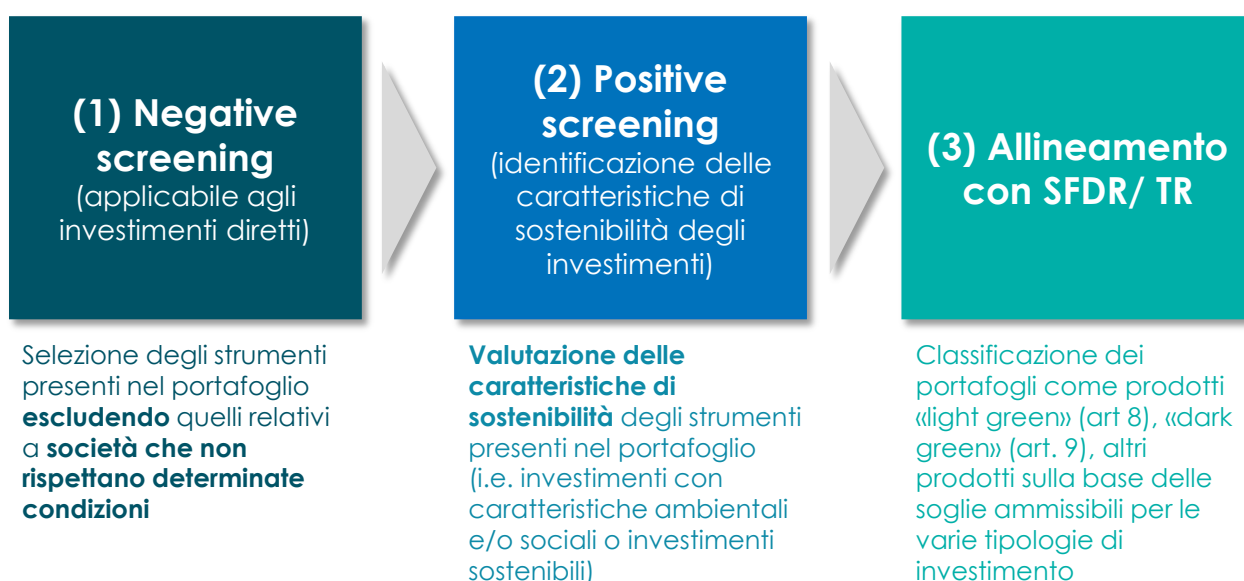 (1) Negative
screening
(applicabile agli
investimenti diretti)
Selezione degli strumenti
presenti nel portafoglio
escludendo quelli relativi
a società che non
rispettano determinate
condizioni
(2) Positive
screening
(identificazione delle
caratteristiche di
sostenibilità degli
investimenti)
Valutazione delle
caratteristiche di
sostenibilità degli strumenti
presenti nel portafoglio
(i.e. investimenti con
caratteristiche ambientali
e/o sociali o investimenti
sostenibili)
(3) Allineamento
con SFDR/ TR
Classificazione dei
portafogli come prodotti
«light green» (art 8), «dark
green» (art. 9), altri
prodotti sulla base delle
soglie ammissibili per le
varie tipologie di
investimento